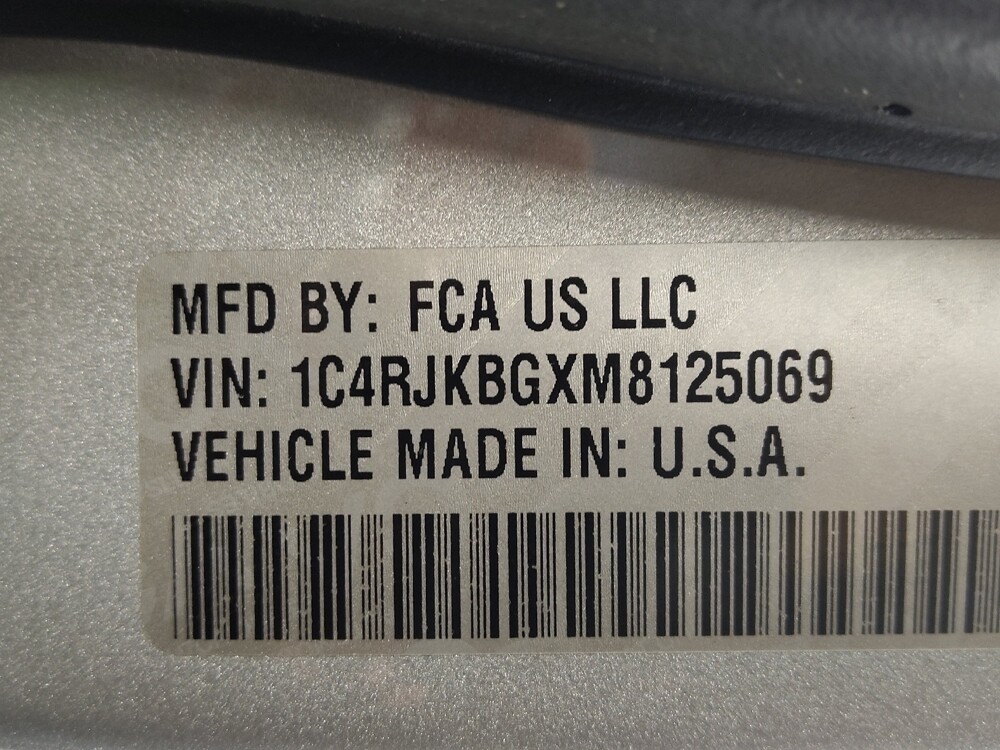 MFD BY: FCA US LLC
VIN: 1C4RJKBGXM8125069
VEHICLE MADE IN: U.S.A.